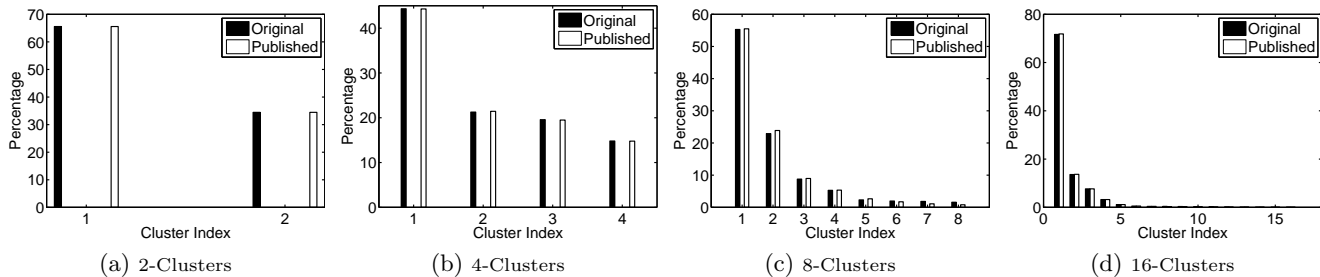 Percentage
70
60
50
40
30
20
10
0
Original
Published
1
2
Cluster Index
(a) 2-Clusters
Percentage
40
20
0
Original
Published
1
2
3
4
Cluster Index
(b) 4-Clusters
Percentage
60
50
40
30
20
10
0
Original
Published
1
2
3
4
5
6
7
8
Cluster Index
(c) 8-Clusters
Percentage
80
60
40
20
0
Original
Published
0
5
10
15
Cluster Index
(d) 16-Clusters